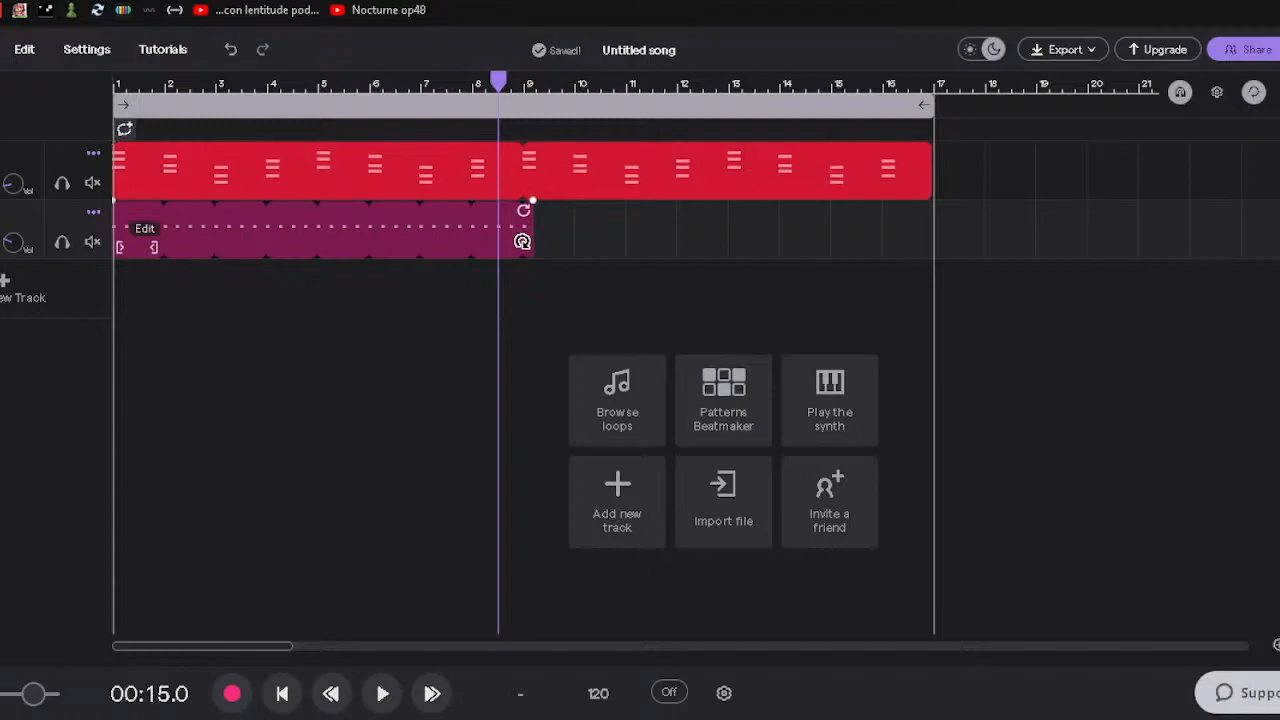 ...con lentitude pod... Nocturne op48
Edit Settings Tutorials Saved! Untitled song Export Upgrade Share
1 2 3 4 5 6 7 8 9 10 11 12 13 14 15 16 17 18 19 20 21
Vol
Edit
Vol
ew Track
Browse loops
Patterns Beatmaker
Play the synth
Add new track
Import file
Invite a friend
00:15.0 - 120 Off Suppo